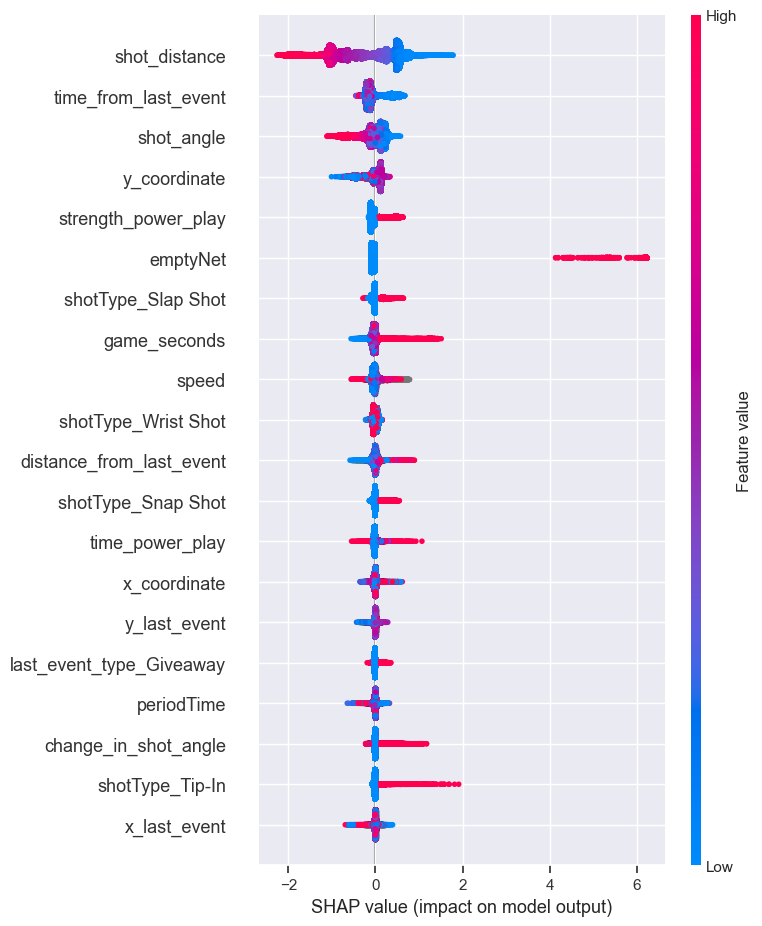 High
shot_distance
time_from_last_event
shot_angle
y_coordinate
strength_power_play
emptyNet
shotType_Slap Shot
game_seconds
speed
shotType_Wrist Shot
distance_from_last_event
shotType_Snap Shot
time_power_play
x_coordinate
y_last_event
last_event_type_Giveaway
periodTime
change_in_shot_angle
shotType_Tip-In
x_last_event
Feature value
Low
−2 0 2 4 6
SHAP value (impact on model output)